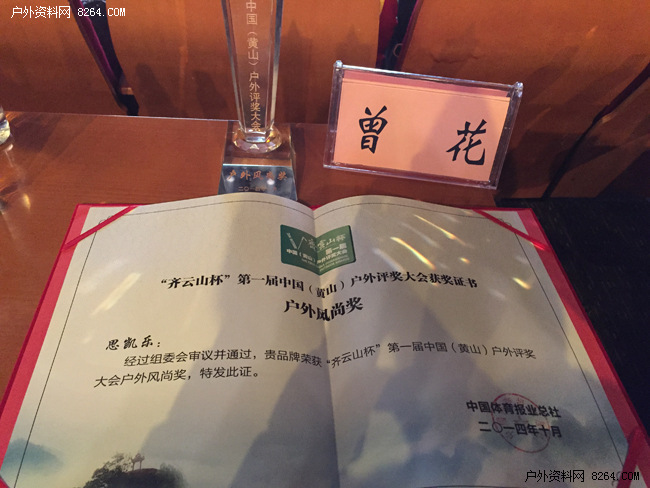 户外资料网 8264.com
中国（黄山）户外评奖大会
户外风尚奖
曾 花
“齐云山杯”第一届中国（黄山）户外评奖大会获奖证书
户外风尚奖
思凯乐：
经过组委会审议并通过，贵品牌荣获“齐云山杯”第一届中国（黄山）户外评奖
大会户外风尚奖，特发此证。
中国体育报业总社
二〇一四年十月
户外资料网 8264.com